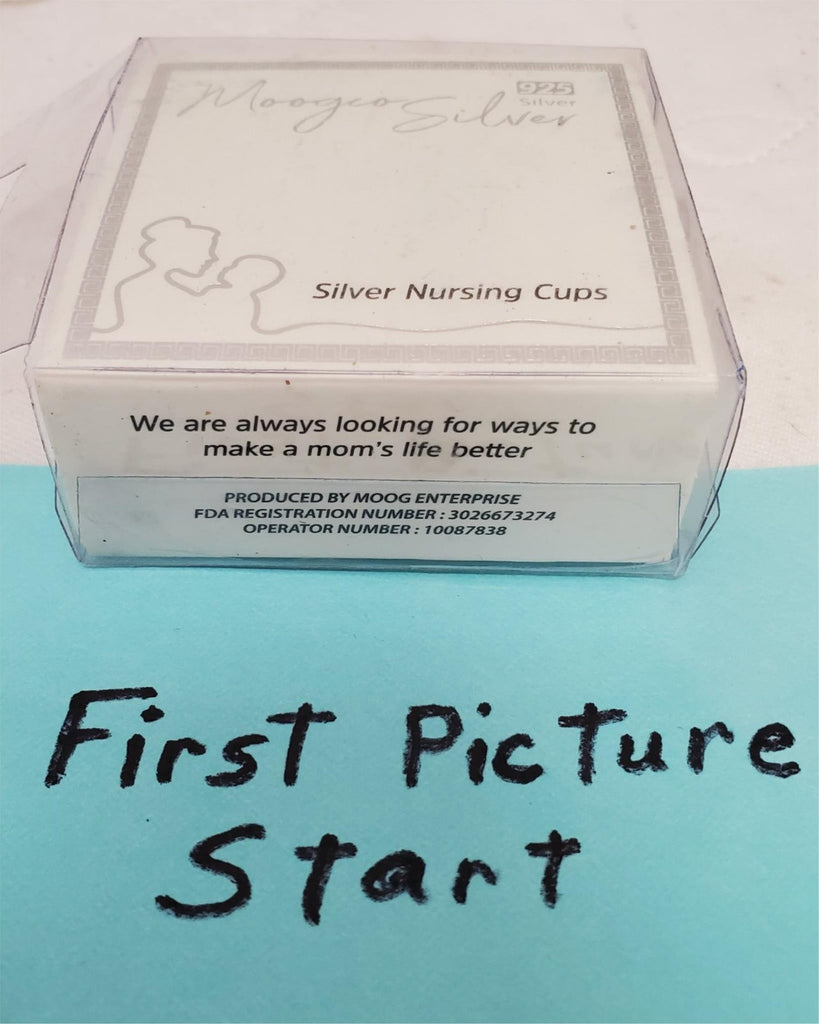 Moogco Silver
925
Silver
Silver Nursing Cups
We are always looking for ways to
make a mom's life better
PRODUCED BY MOOG ENTERPRISE
FDA REGISTRATION NUMBER : 3026673274
OPERATOR NUMBER : 10087838
First Picture
Start